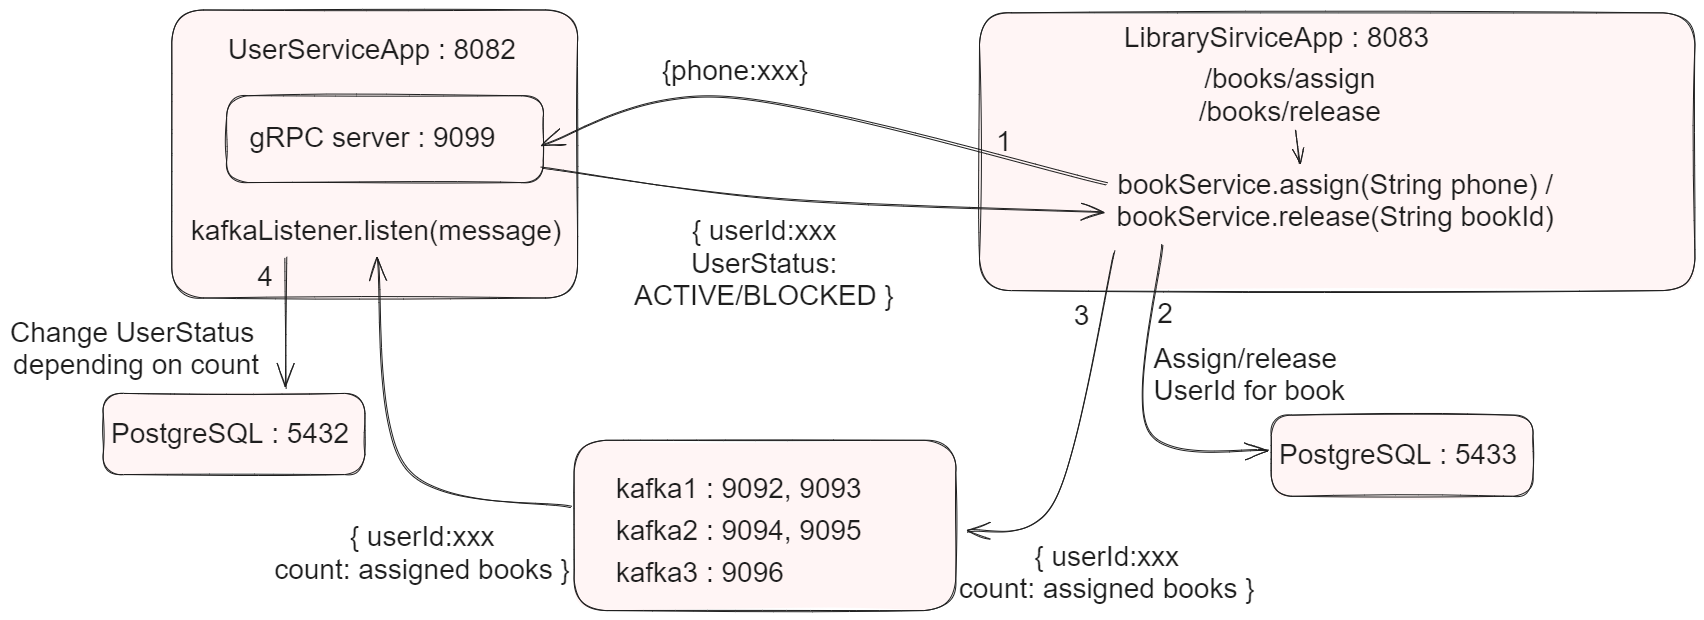 UserServiceApp : 8082
gRPC server : 9099
kafkaListener.listen(message)
4
Change UserStatus
depending on count
PostgreSQL : 5432
{phone:xxx}
1
{ userId:xxx
UserStatus:
ACTIVE/BLOCKED }
LibrarySirviceApp : 8083
/books/assign
/books/release
bookService.assign(String phone) /
bookService.release(String bookId)
3
2
Assign/release
UserId for book
PostgreSQL : 5433
kafka1 : 9092, 9093
kafka2 : 9094, 9095
kafka3 : 9096
{ userId:xxx
count: assigned books }
{ userId:xxx
count: assigned books }